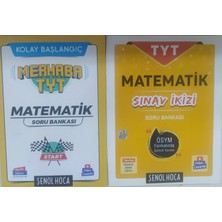 KOLAY BAŞLANGIÇ
MERHABA
TYT
MATEMATİK
SORU BANKASI
START
ŞENOL HOCA
TYT
MATEMATİK
SINAV İKİZİ
SORU BANKASI
ÖSYM
ŞENOL HOCA